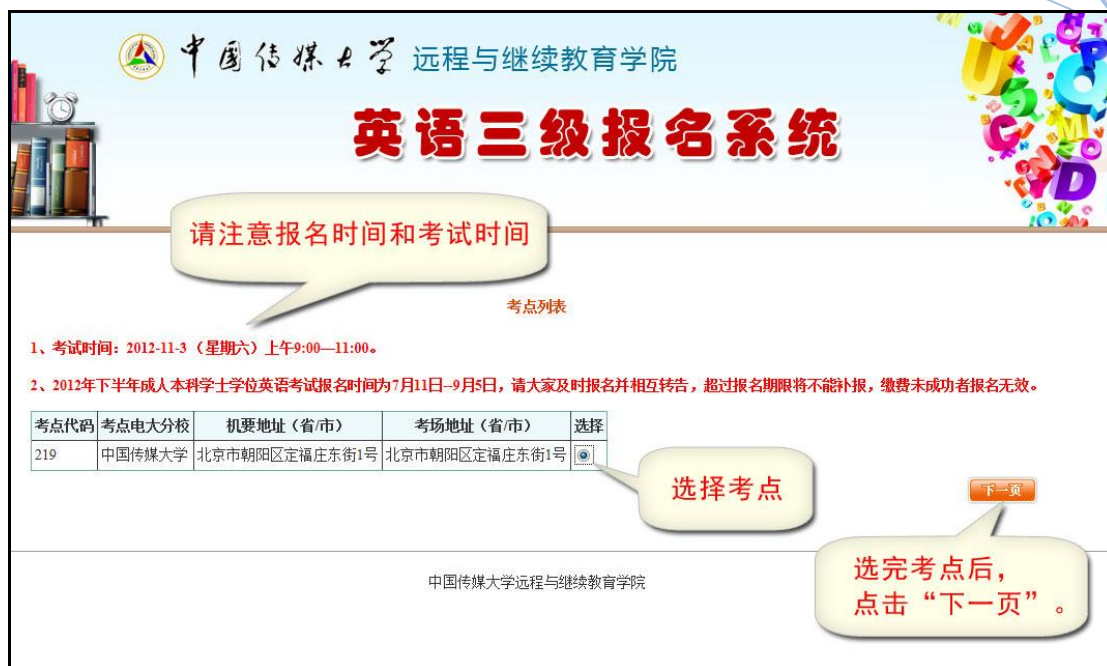 中国传媒大学 远程与继续教育学院
英语三级报名系统
请注意报名时间和考试时间
考点列表
1、考试时间：2012-11-3 （星期六）上午9:00—11:00。
2、2012年下半年成人本科学士学位英语考试报名时间为7月11日--9月5日，请大家及时报名并相互转告，超过报名期限将不能补报，缴费未成功者报名无效。
考点代码 考点电大分校 机要地址（省/市） 考场地址（省/市） 选择
219 中国传媒大学 北京市朝阳区定福庄东街1号 北京市朝阳区定福庄东街1号
选择考点
下一页
选完考点后，
点击“下一页”。
中国传媒大学远程与继续教育学院